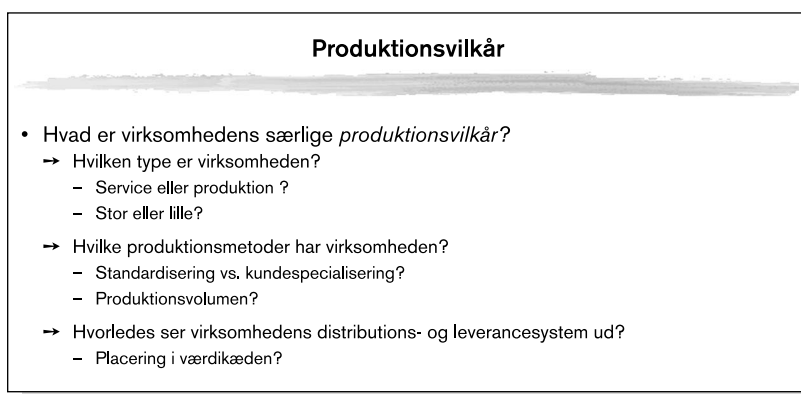 Produktionsvilkår
• Hvad er virksomhedens særlige produktionsvilkår?
➙ Hvilken type er virksomheden?
– Service eller produktion ?
– Stor eller lille?
➙ Hvilke produktionsmetoder har virksomheden?
– Standardisering vs. kundespecialisering?
– Produktionsvolumen?
➙ Hvorledes ser virksomhedens distributions- og leverancesystem ud?
– Placering i værdikæden?